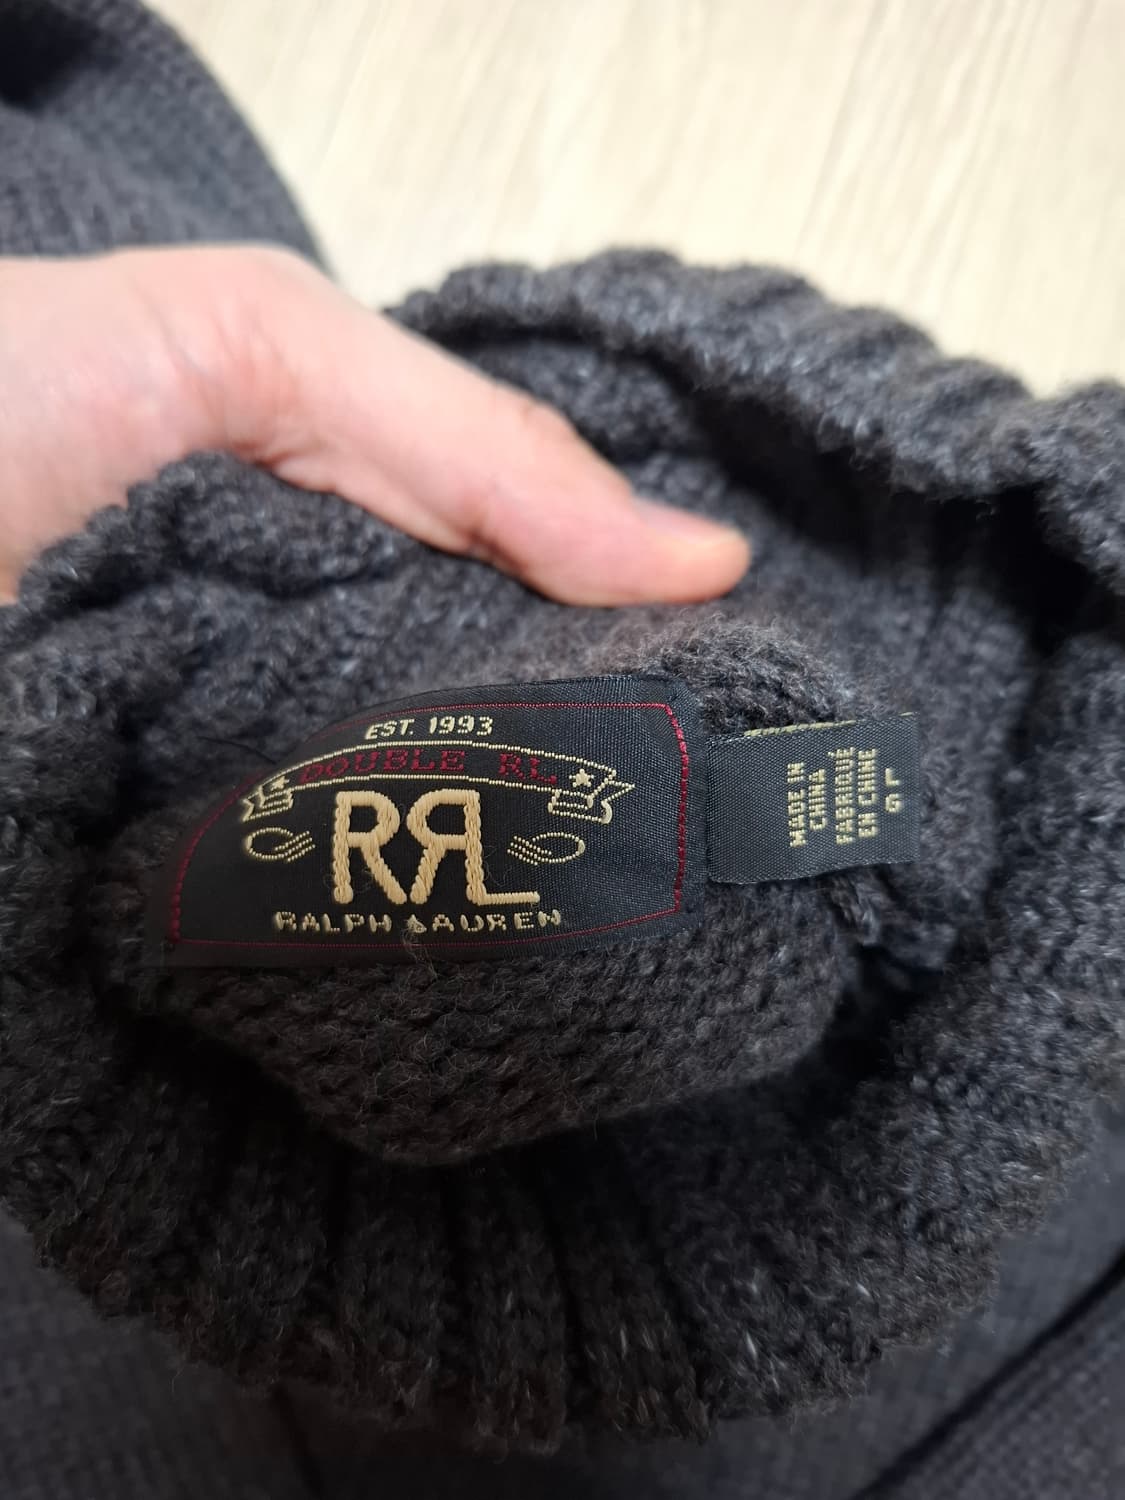 EST. 1993
DOUBLE RL
RRL
RALPH LAUREN
MADE IN
CHINA
FABRIQUÉ
EN CHINE
L
G